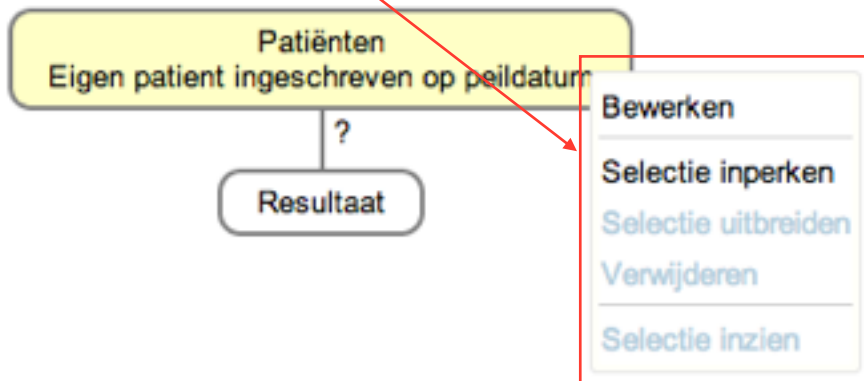 Patiënten
Eigen patient ingeschreven op peildatum
?
Resultaat
Bewerken
Selectie inperken
Selectie uitbreiden
Verwijderen
Selectie inzien